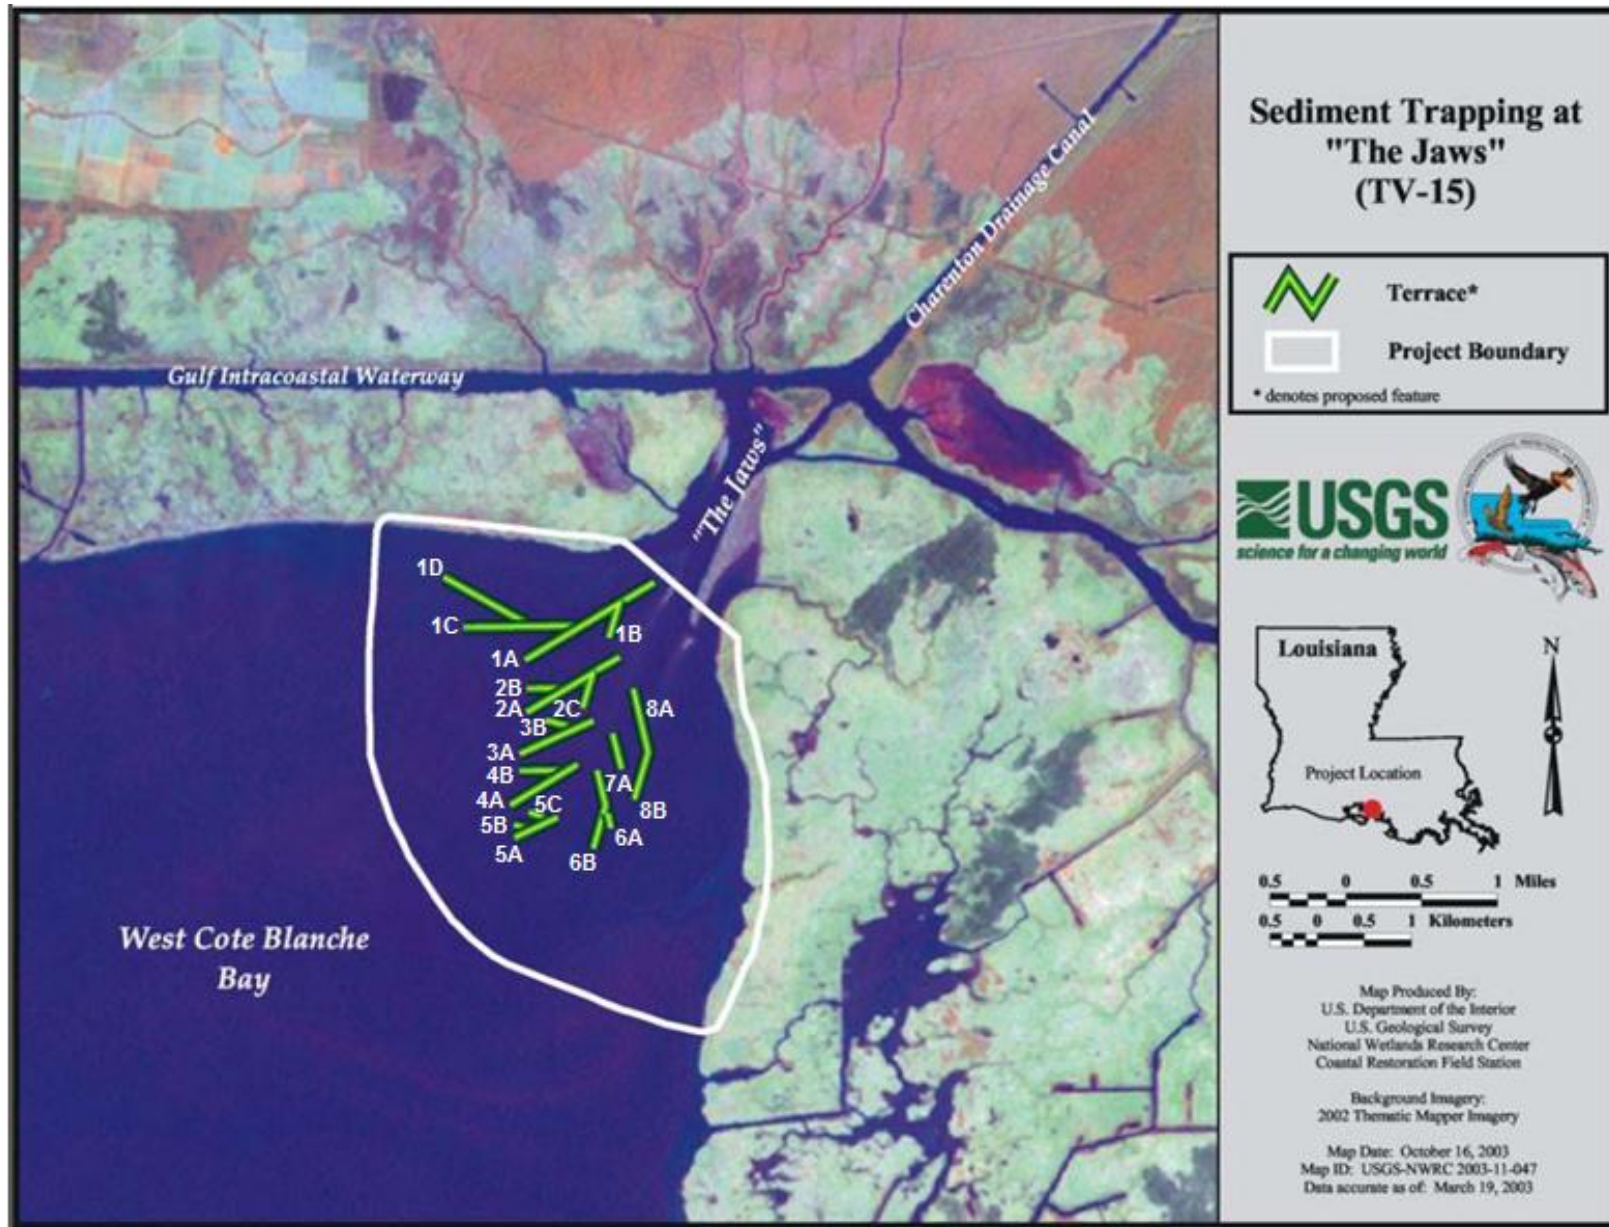 Sediment Trapping at
"The Jaws"
(TV-15)
Terrace*
Project Boundary
* denotes proposed feature
USGS
science for a changing world
Louisiana
N
Project Location
0.5 0 0.5 1 Miles
0.5 0 0.5 1 Kilometers
Map Produced By:
U.S. Department of the Interior
U.S. Geological Survey
National Wetlands Research Center
Coastal Restoration Field Station
Background Imagery:
2002 Thematic Mapper Imagery
Map Date: October 16, 2003
Map ID: USGS-NWRC 2003-11-047
Data accurate as of: March 19, 2003
Charenton Drainage Canal
Gulf Intracoastal Waterway
"The Jaws"
1D
1C
1B
1A
2B
2A
2C
8A
3B
3A
4B
7A
4A
5C
8B
5B
6A
5A
6B
West Cote Blanche
Bay